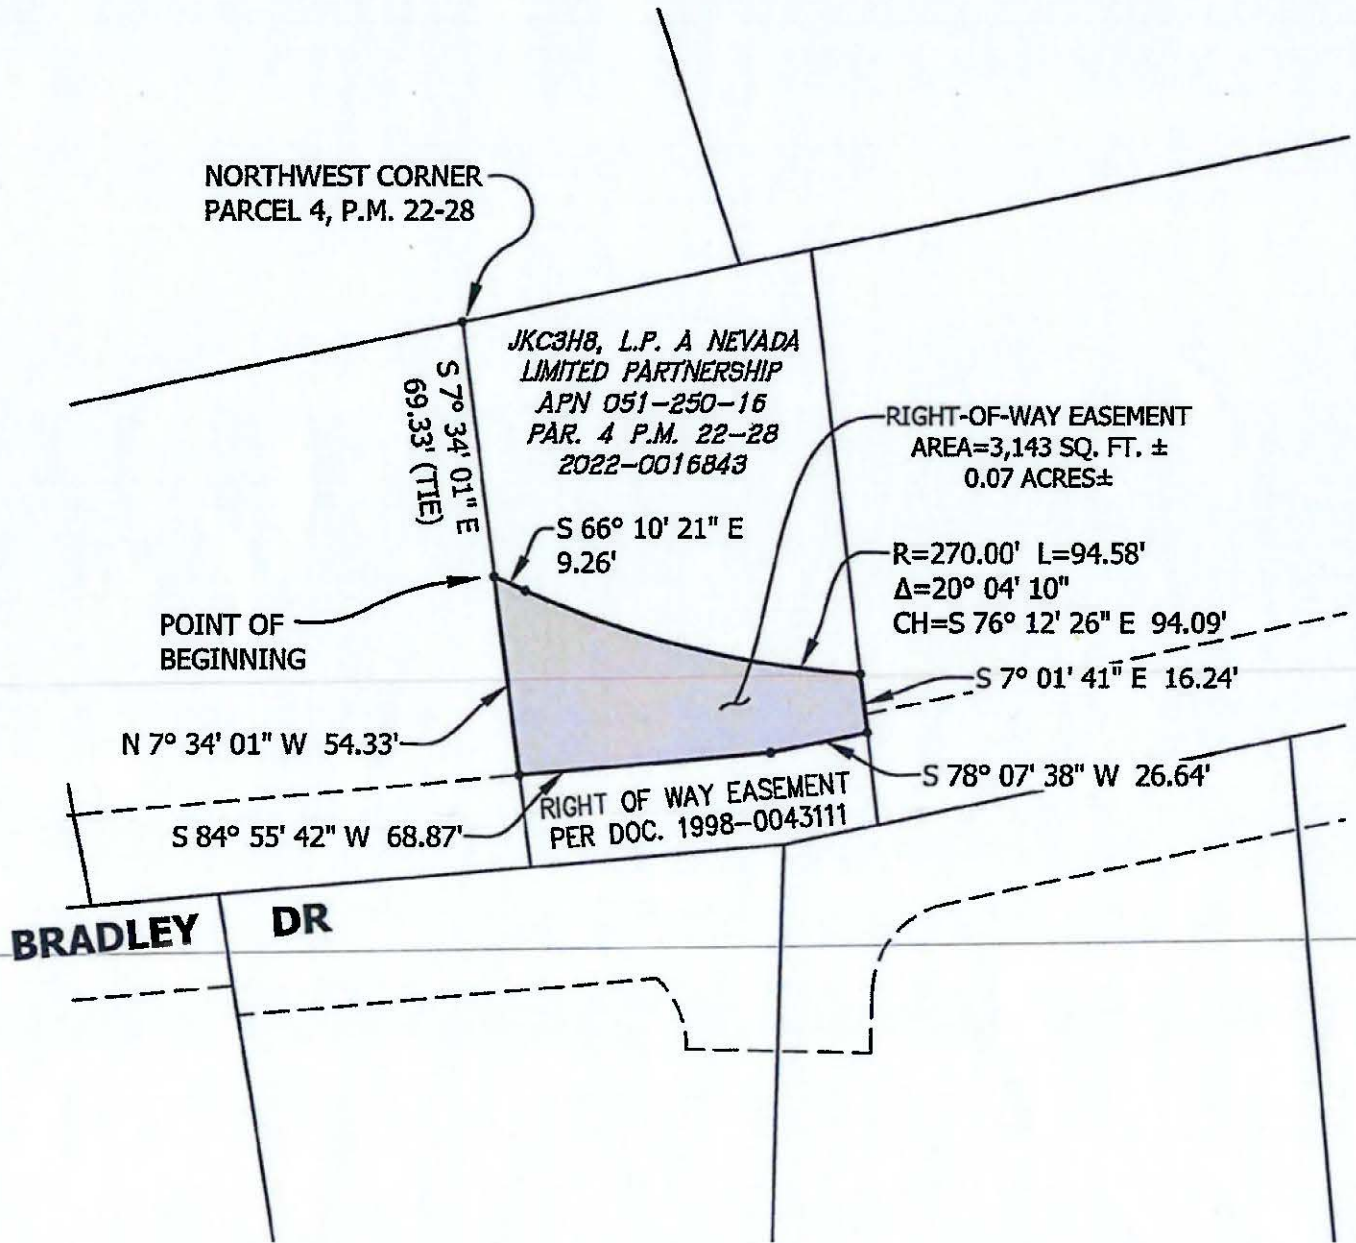 NORTHWEST CORNER
PARCEL 4, P.M. 22-28
JKC3H8, L.P. A NEVADA
LIMITED PARTNERSHIP
APN 051-250-16
PAR. 4 P.M. 22-28
2022-0016843
S 7° 34' 01" E
69.33' (TIE)
RIGHT-OF-WAY EASEMENT
AREA=3,143 SQ. FT. ±
0.07 ACRES±
S 66° 10' 21" E
9.26'
R=270.00' L=94.58'
Δ=20° 04' 10"
CH=S 76° 12' 26" E 94.09'
POINT OF
BEGINNING
S 7° 01' 41" E 16.24'
N 7° 34' 01" W 54.33'
S 78° 07' 38" W 26.64'
RIGHT OF WAY EASEMENT
PER DOC. 1998-0043111
S 84° 55' 42" W 68.87'
BRADLEY DR